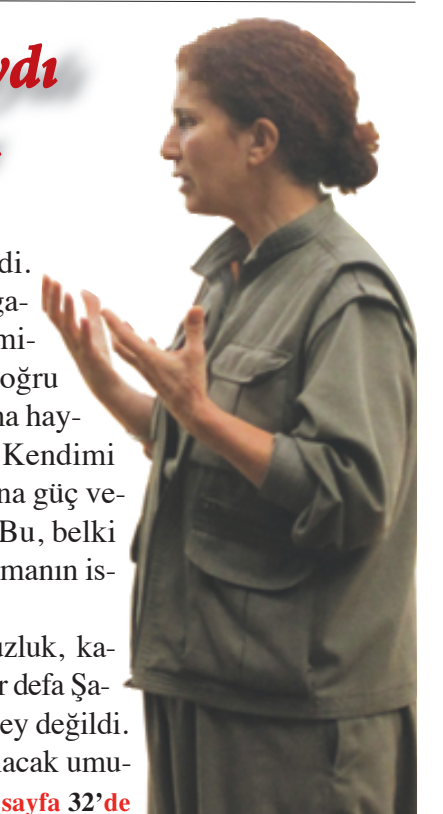 ydı
di.
ga-
mi-
oğru
na hay-
Kendimi
na güç ve-
Bu, belki
manın is-
uzluk, ka-
r defa Şa-
ey değildi.
lacak umu-
sayfa 32’de